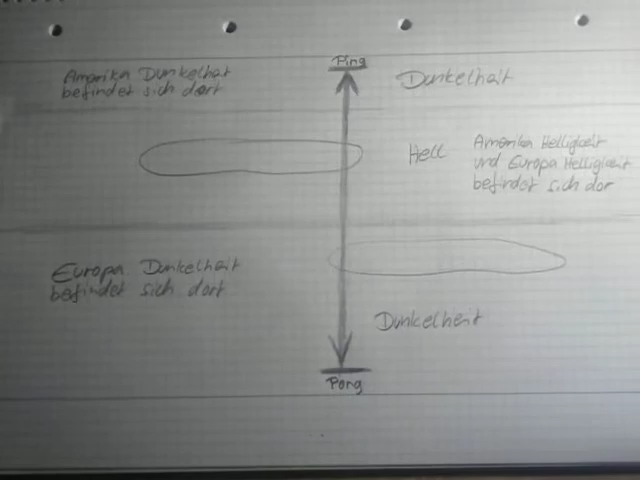 Ping
Amerika Dunkelheit
befindet sich dort
Dunkelheit
Hell
Amerika Helligkeit
und Europa Helligkeit
befindet sich dor
Europa Dunkelheit
befindet sich dort
Dunkelheit
Pong